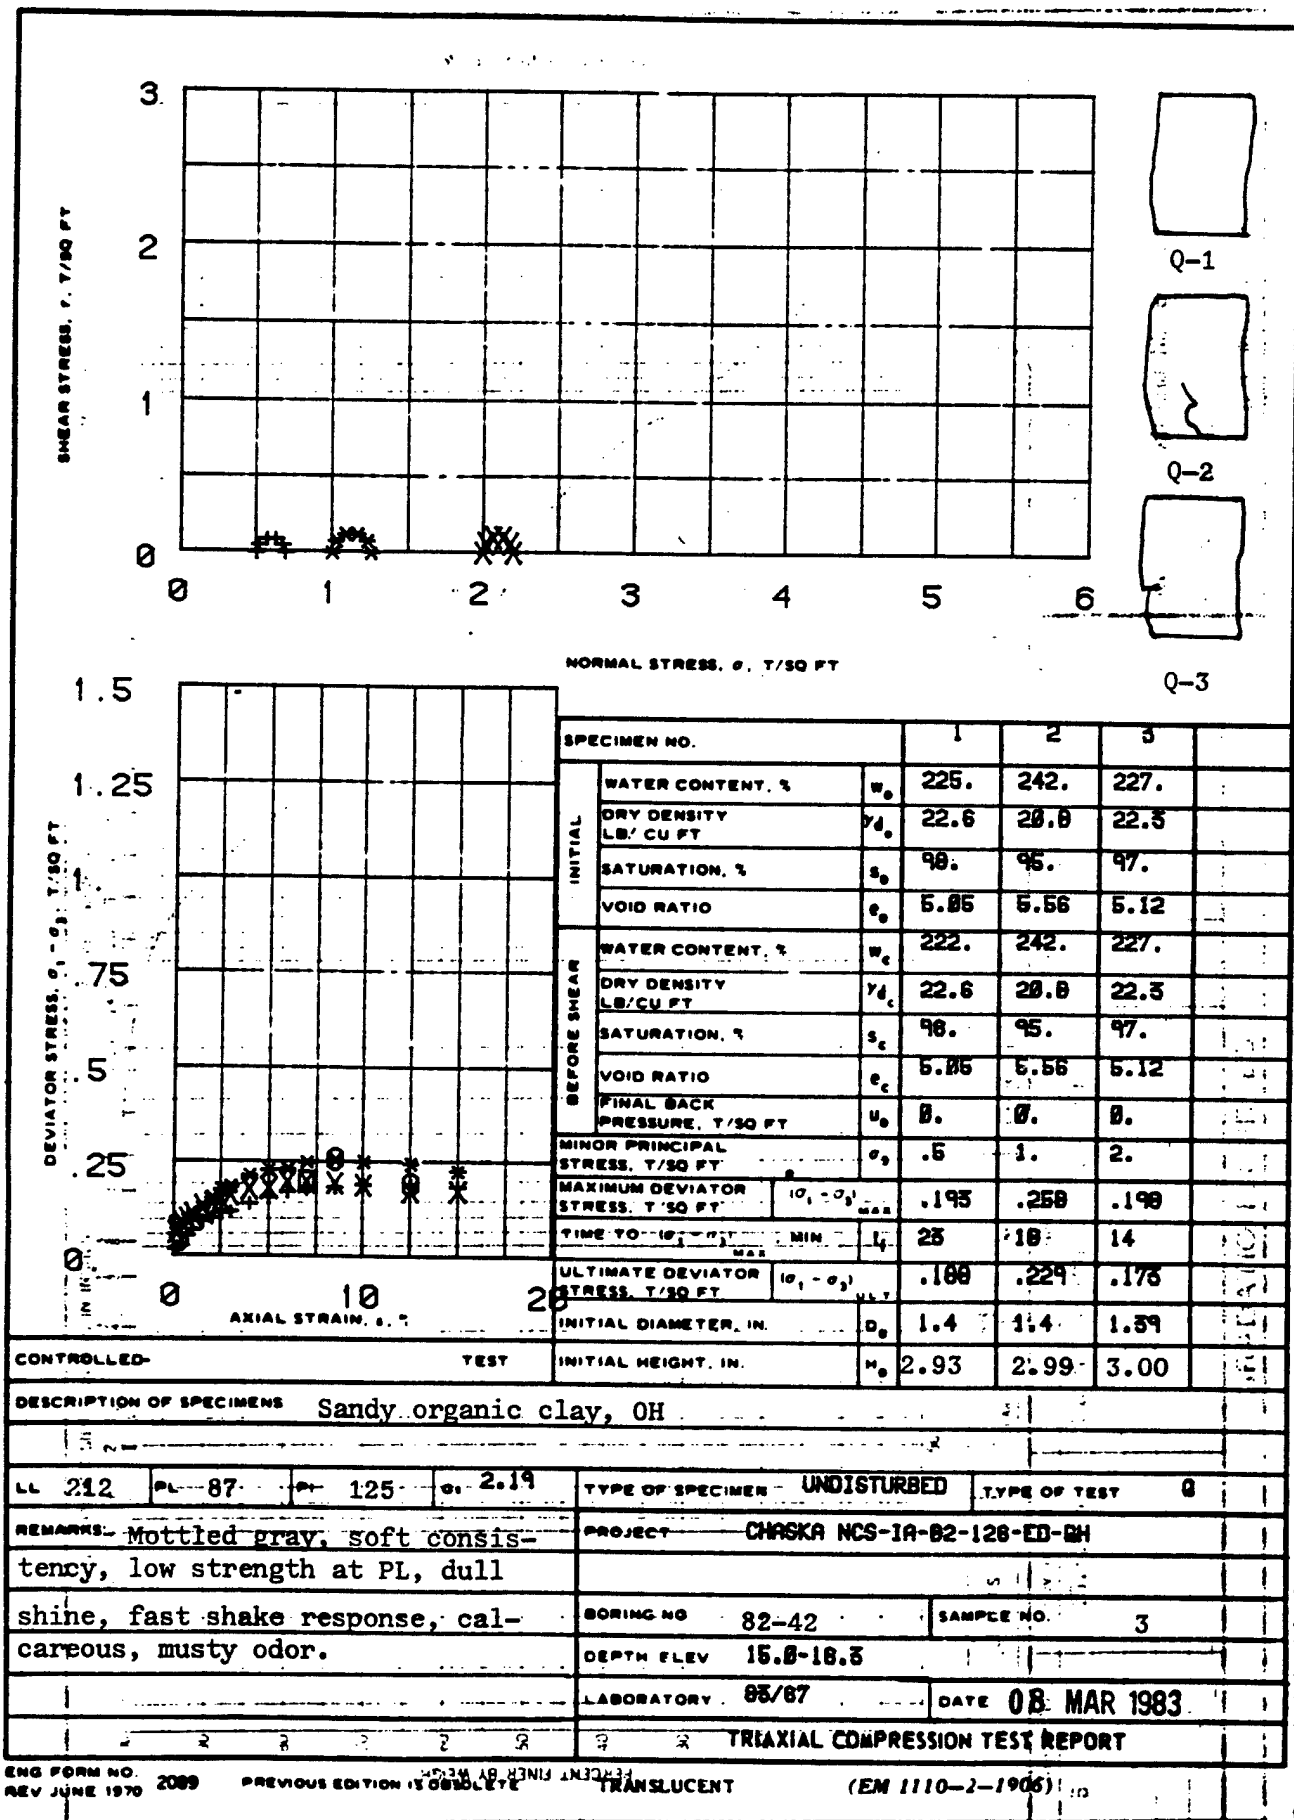 3
2
1
0
SHEAR STRESS, τ, T/SQ FT
0 1 2 3 4 5 6
NORMAL STRESS, σ, T/SQ FT
Q-1
Q-2
Q-3
1.5
1.25
1.
.75
.5
.25
0
DEVIATOR STRESS, σ₁ - σ₃, T/SQ FT
0 10 20
AXIAL STRAIN, ε, %
SPECIMEN NO. 1 2 3
INITIAL
WATER CONTENT, % w₀ 225. 242. 227.
DRY DENSITY LB/ CU FT γd₀ 22.6 20.8 22.3
SATURATION, % S₀ 98. 95. 97.
VOID RATIO e₀ 5.05 5.56 5.12
BEFORE SHEAR
WATER CONTENT, % wc 222. 242. 227.
DRY DENSITY LB/CU FT γdc 22.6 20.8 22.3
SATURATION, % Sc 98. 95. 97.
VOID RATIO ec 5.05 5.56 5.12
FINAL BACK PRESSURE, T/SQ FT u₀ 0. 0. 0.
MINOR PRINCIPAL STRESS, T/SQ FT σ₃ .5 1. 2.
MAXIMUM DEVIATOR STRESS, T/SQ FT (σ₁ - σ₃) MAX .193 .198
TIME TO (σ₁ - σ₃) MAX MIN tf 23 18 14
ULTIMATE DEVIATOR STRESS, T/SQ FT (σ₁ - σ₃) ULT .229 .173
INITIAL DIAMETER, IN. D₀ 1.4 1.4 1.39
CONTROLLED- TEST
INITIAL HEIGHT, IN. H₀ 2.93 2.99 3.00
DESCRIPTION OF SPECIMENS Sandy organic clay, OH
LL 212 PL 87 PI 125 G. 2.19
TYPE OF SPECIMEN UNDISTURBED TYPE OF TEST Q
REMARKS Mottled gray, soft consis-
tency, low strength at PL, dull
shine, fast shake response, cal-
careous, musty odor.
PROJECT CHASKA NCS-IA-82-128-ED-GH
BORING NO 82-42 SAMPLE NO. 3
DEPTH ELEV
LABORATORY 83/67 DATE 08 MAR 1983
TRIAXIAL COMPRESSION TEST REPORT
ENG FORM NO. 2089
REV JUNE 1970
PREVIOUS EDITION IS OBSOLETE
TRANSLUCENT
(EM 1110-2-1906)
PERCENT FINER BY WEIGH